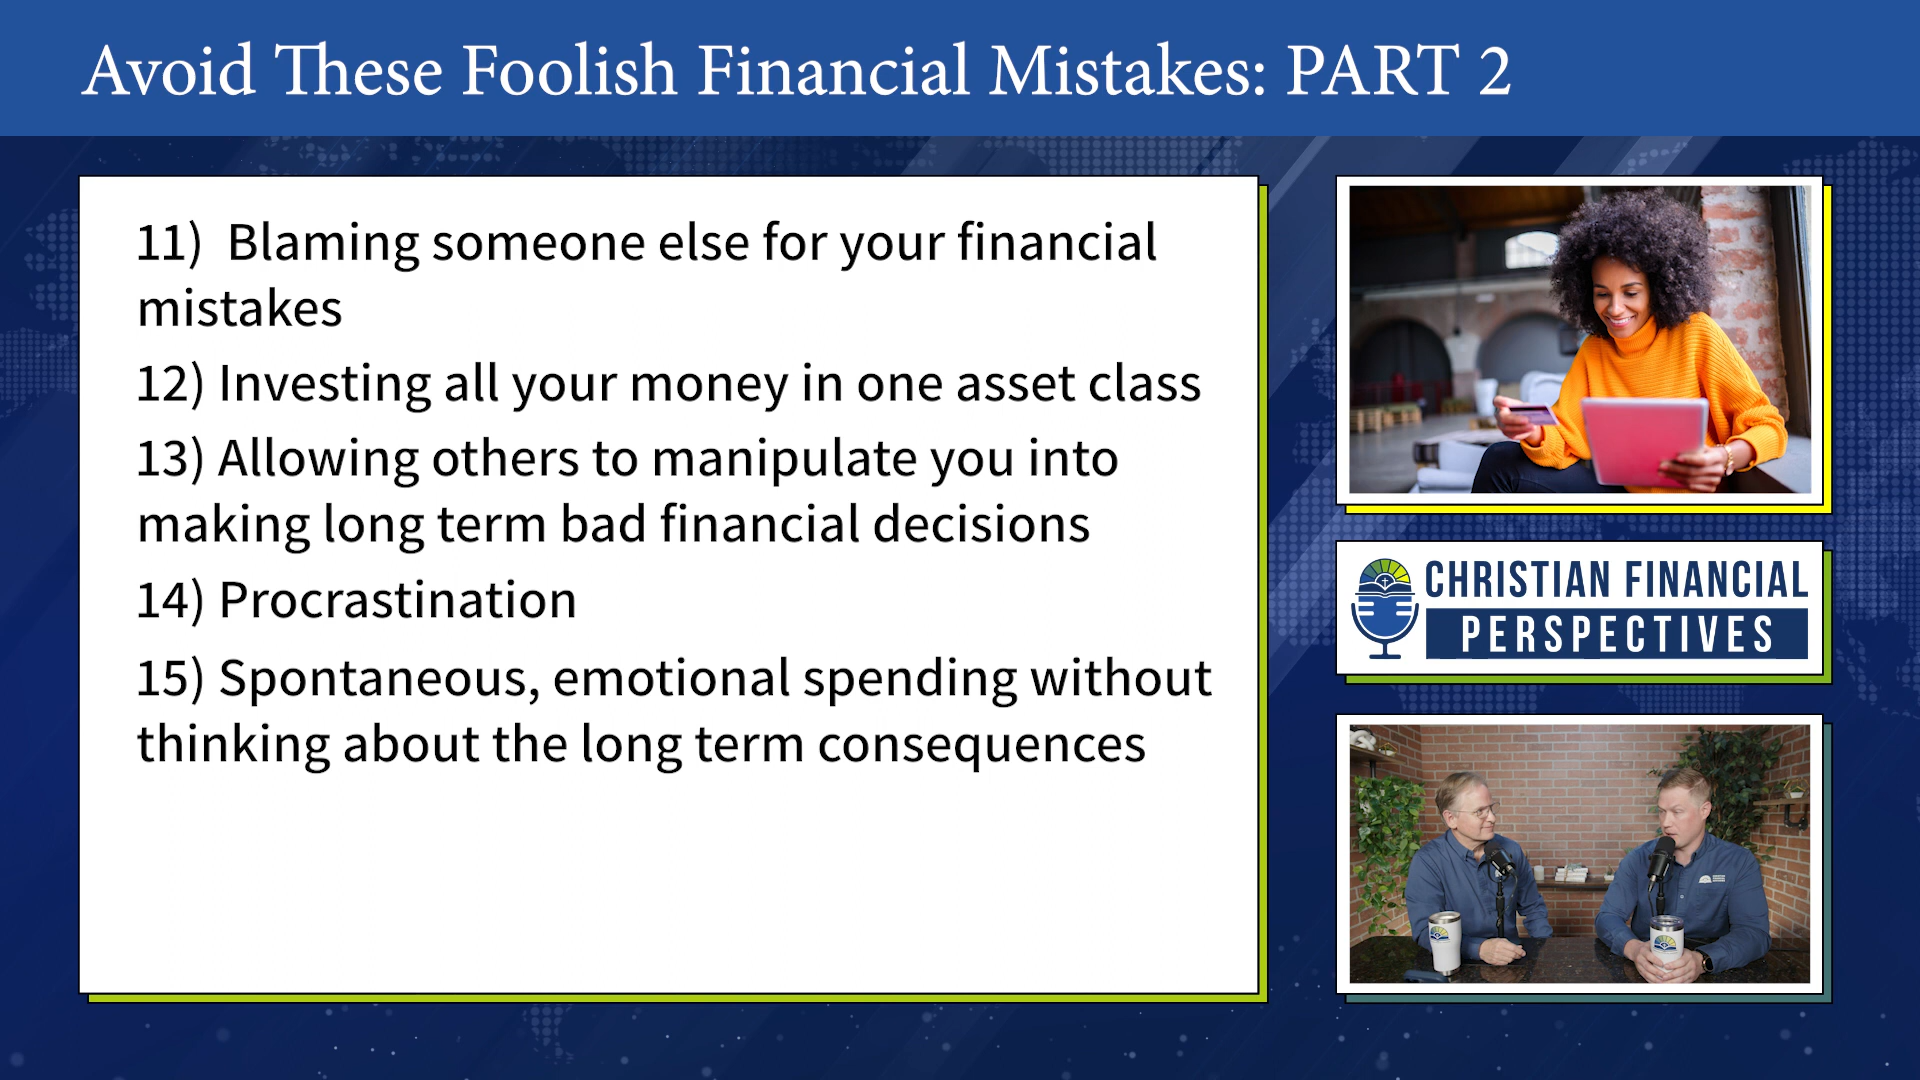 Avoid These Foolish Financial Mistakes: PART 2
11) Blaming someone else for your financial
mistakes
12) Investing all your money in one asset class
13) Allowing others to manipulate you into
making long term bad financial decisions
14) Procrastination
15) Spontaneous, emotional spending without
thinking about the long term consequences
CHRISTIAN FINANCIAL
PERSPECTIVES